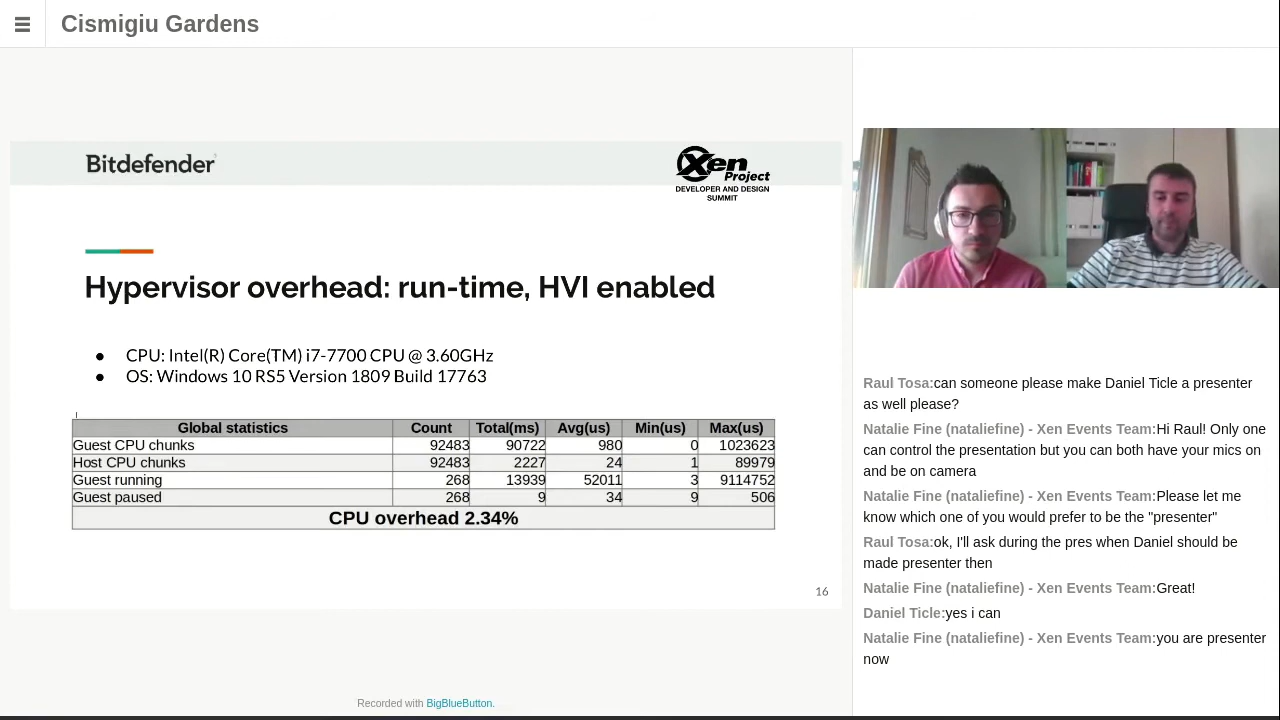 Cismigiu Gardens
Bitdefender
Xen
Project
DEVELOPER AND DESIGN
SUMMIT
Hypervisor overhead: run-time, HVI enabled
● CPU: Intel(R) Core(TM) i7-7700 CPU @ 3.60GHz
● OS: Windows 10 RS5 Version 1809 Build 17763
Global statistics Count Total(ms) Avg(us) Min(us) Max(us)
Guest CPU chunks 92483 90722 980 0 1023623
Host CPU chunks 92483 2227 24 1 89979
Guest running 268 13939 52011 3 9114752
Guest paused 268 9 34 9 506
CPU overhead 2.34%
16
Recorded with BigBlueButton.
Raul Tosa:can someone please make Daniel Ticle a presenter
as well please?
Natalie Fine (nataliefine) - Xen Events Team:Hi Raul! Only one
can control the presentation but you can both have your mics on
and be on camera
Natalie Fine (nataliefine) - Xen Events Team:Please let me
know which one of you would prefer to be the "presenter"
Raul Tosa:ok, I'll ask during the pres when Daniel should be
made presenter then
Natalie Fine (nataliefine) - Xen Events Team:Great!
Daniel Ticle:yes i can
Natalie Fine (nataliefine) - Xen Events Team:you are presenter
now